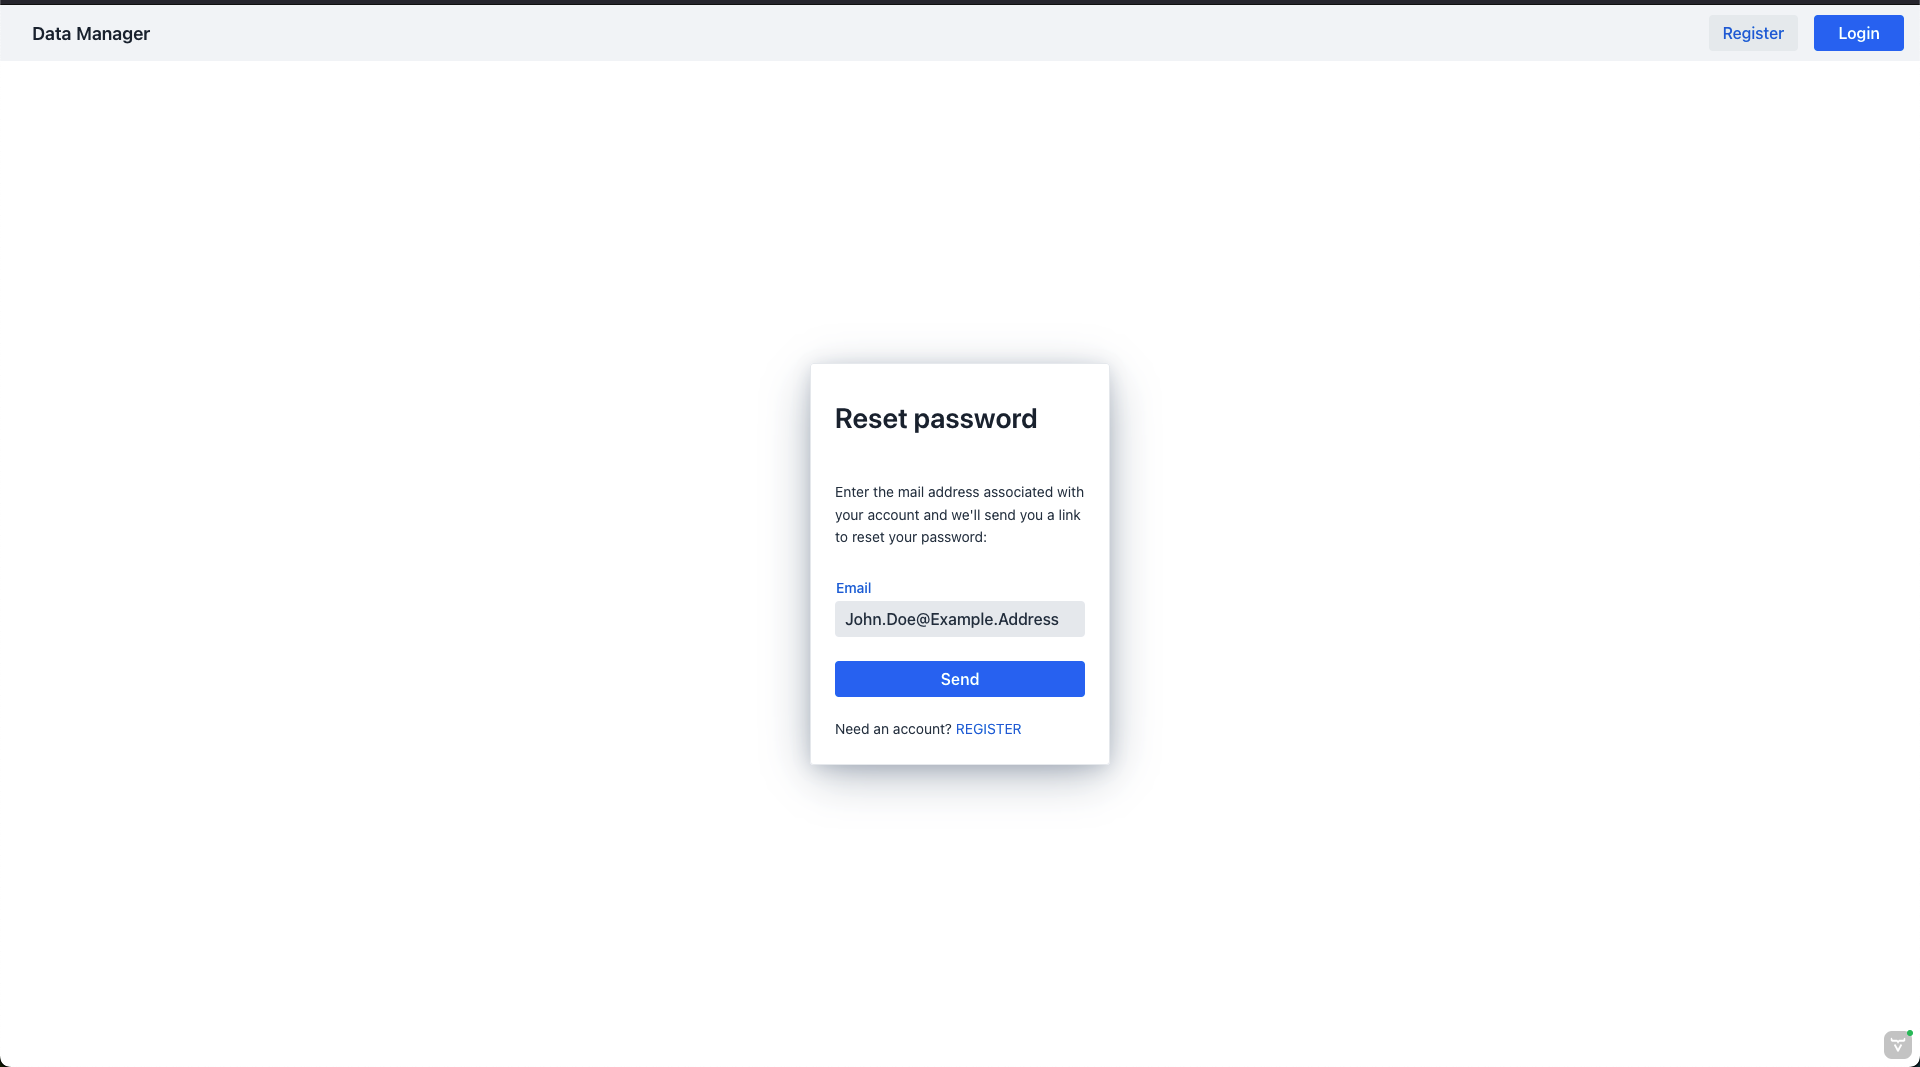 Data Manager
Register
Login
Reset password
Enter the mail address associated with
your account and we'll send you a link
to reset your password:
Email
John.Doe@Example.Address
Send
Need an account? REGISTER